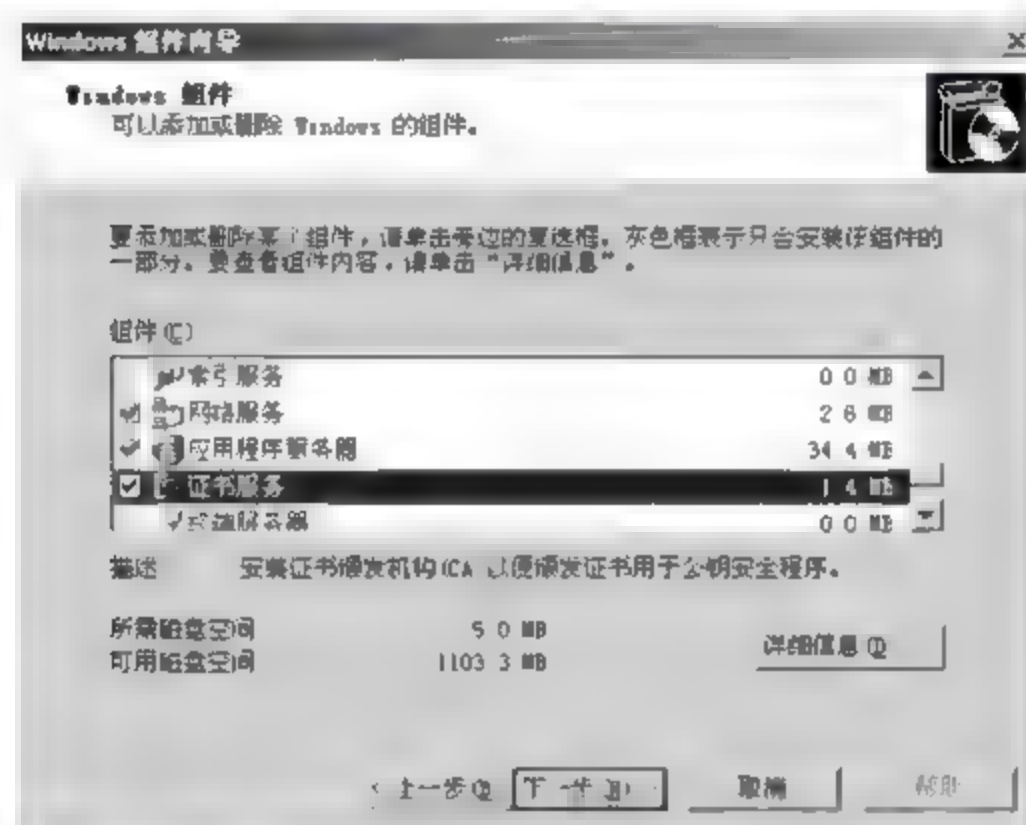 Windows 组件向导
Windows 组件
可以添加或删除 Windows 的组件。
要添加或删除某个组件，请单击旁边的复选框。灰色框表示只会安装该组件的
一部分。要查看组件内容，请单击“详细信息”。
组件(C)
索引服务 0.0 MB
网络服务 2.6 MB
应用程序服务器 34.4 MB
证书服务 1.4 MB
终端服务器 0.0 MB
描述 安装证书颁发机构(CA)以便颁发证书用于公钥安全程序。
所需磁盘空间 5.0 MB
可用磁盘空间 1103.3 MB
详细信息(D)
<上一步(B) 下一步(N)> 取消 帮助